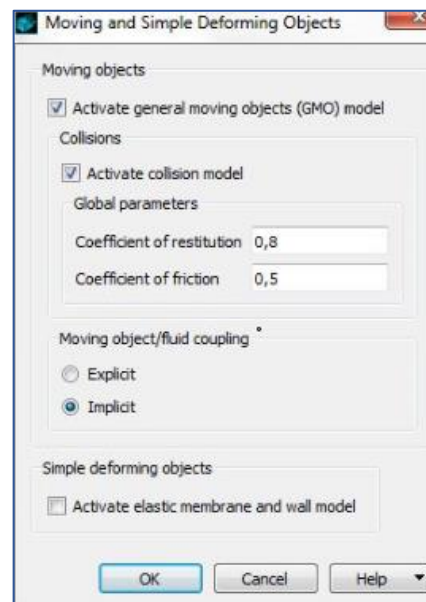 Moving and Simple Deforming Objects
Moving objects
Activate general moving objects (GMO) model
Collisions
Activate collision model
Global parameters
Coefficient of restitution 0,8
Coefficient of friction 0,5
Moving object/fluid coupling
Explicit
Implicit
Simple deforming objects
Activate elastic membrane and wall model
OK Cancel Help